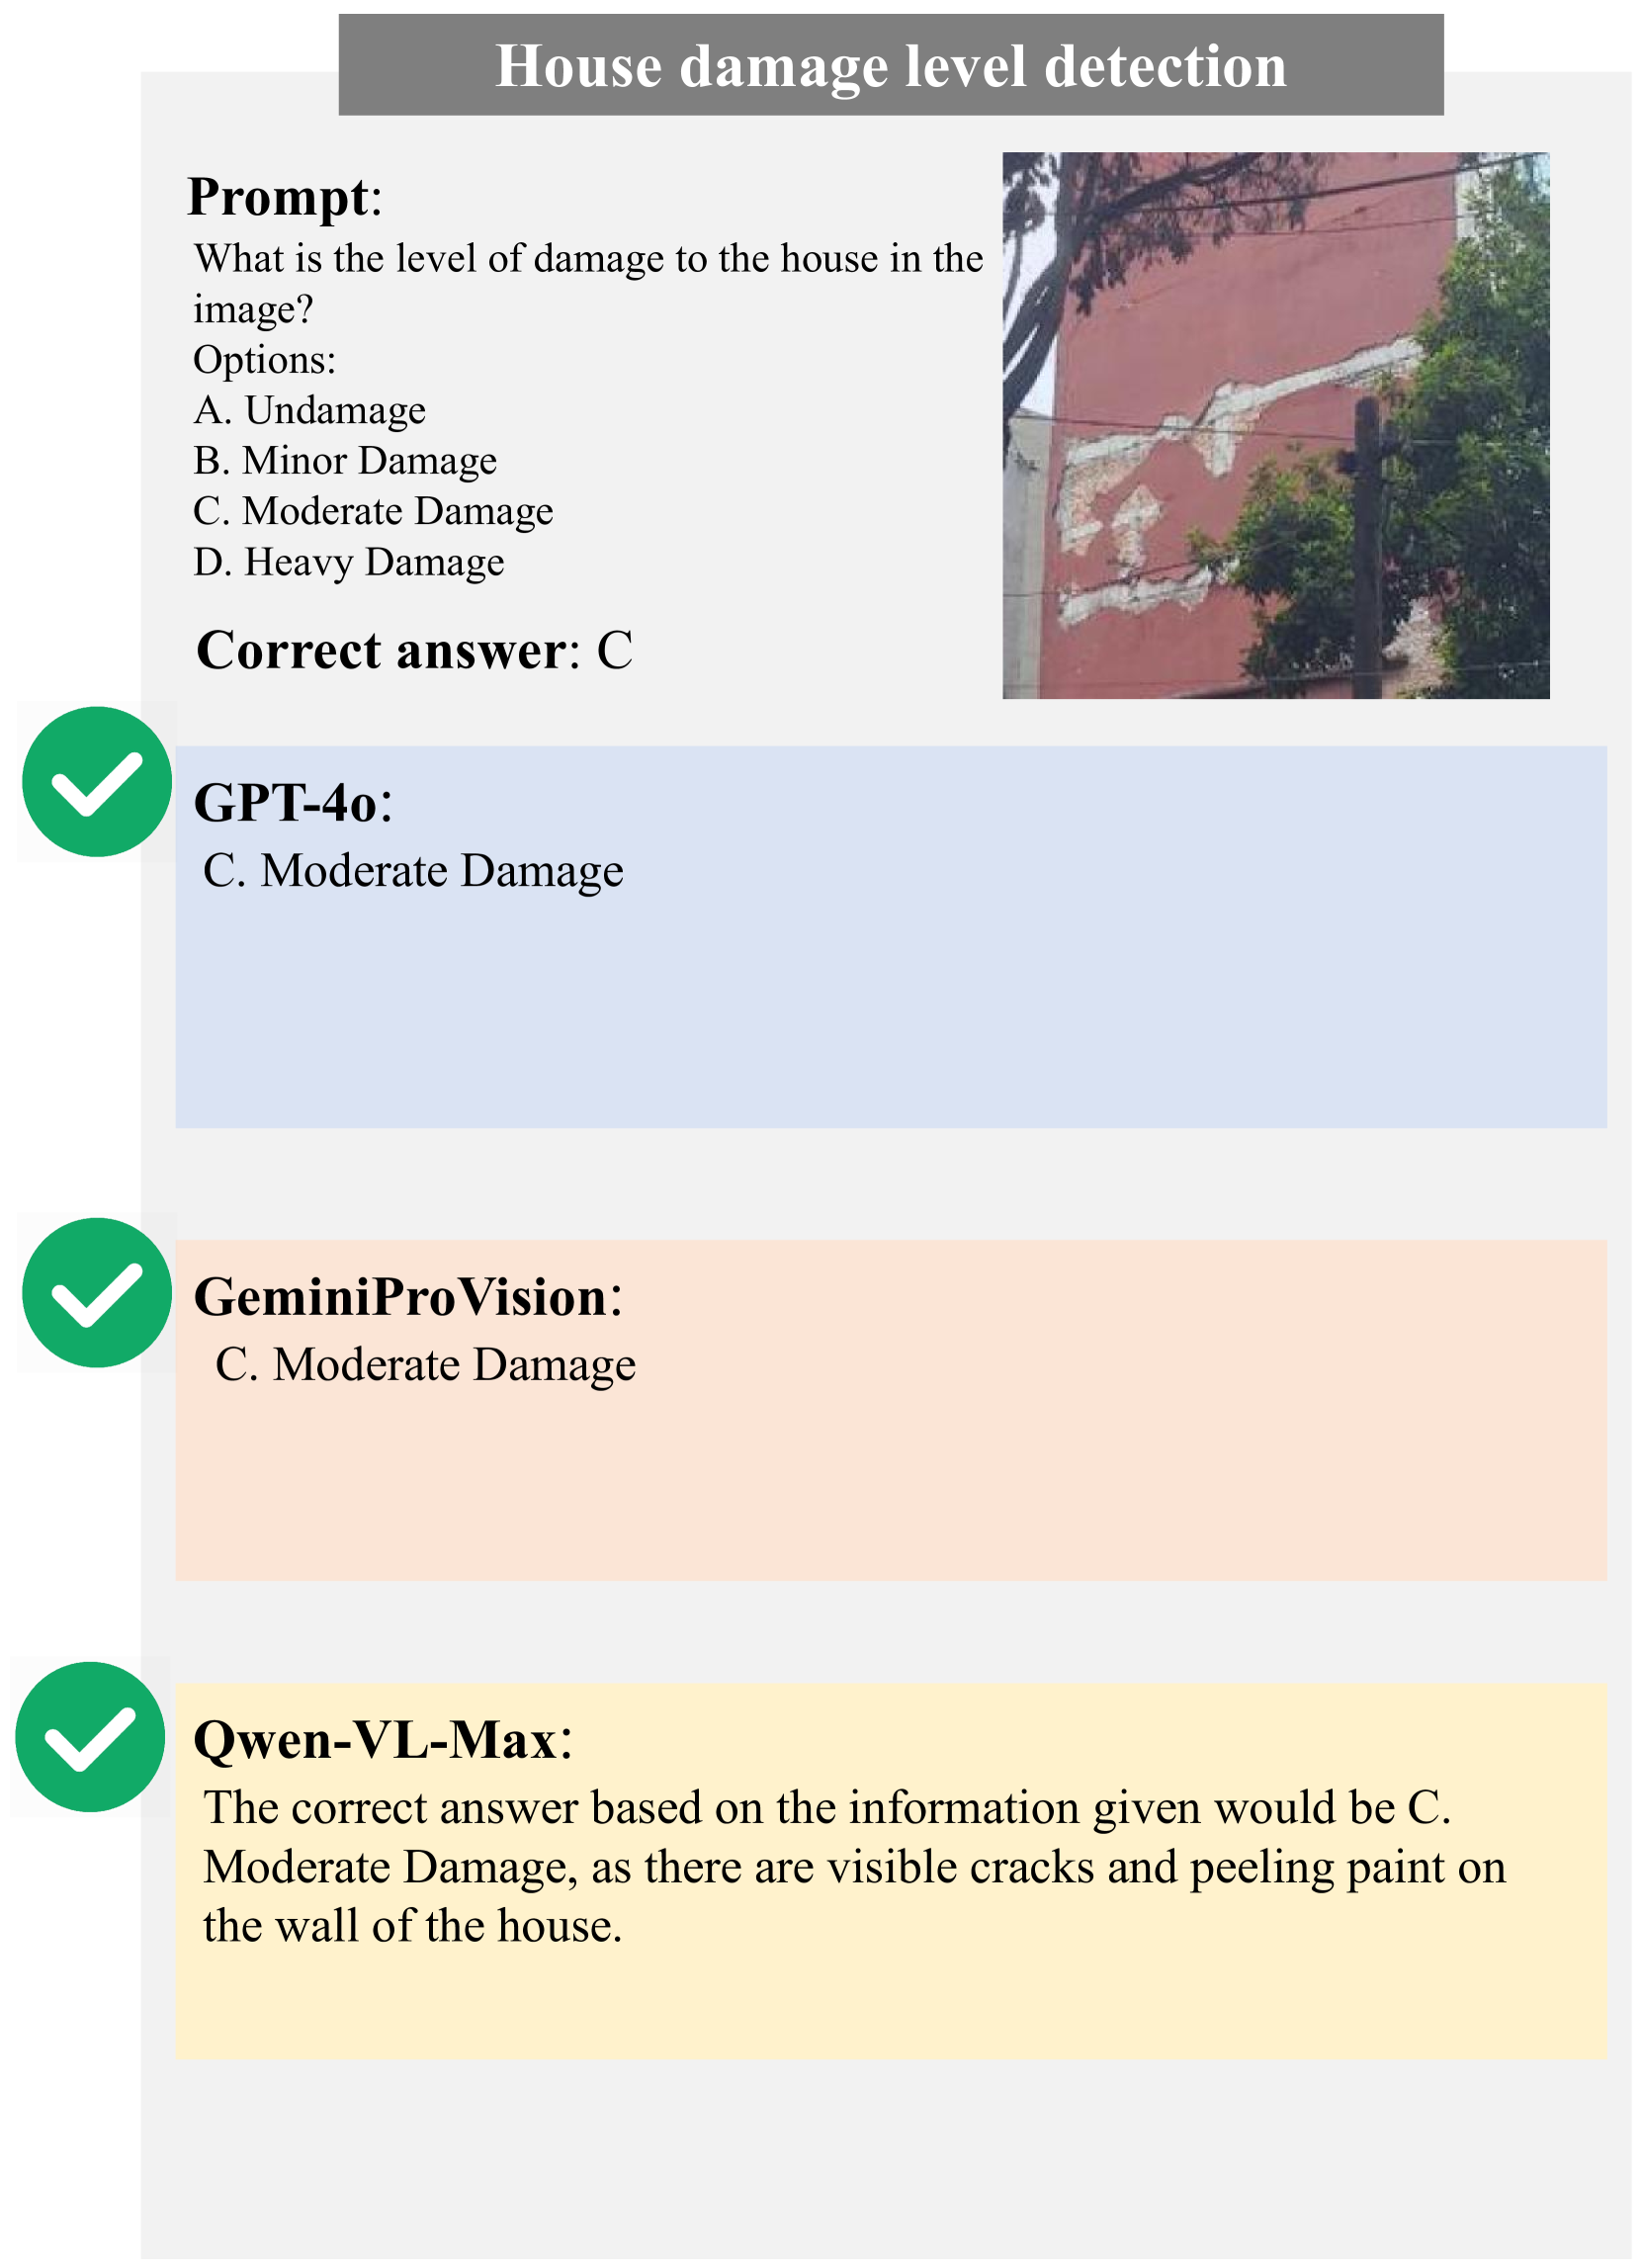 House damage level detection
Prompt:
What is the level of damage to the house in the
image?
Options:
A. Undamage
B. Minor Damage
C. Moderate Damage
D. Heavy Damage
Correct answer: C
GPT-4o:
C. Moderate Damage
GeminiProVision:
C. Moderate Damage
Qwen-VL-Max:
The correct answer based on the information given would be C.
Moderate Damage, as there are visible cracks and peeling paint on
the wall of the house.